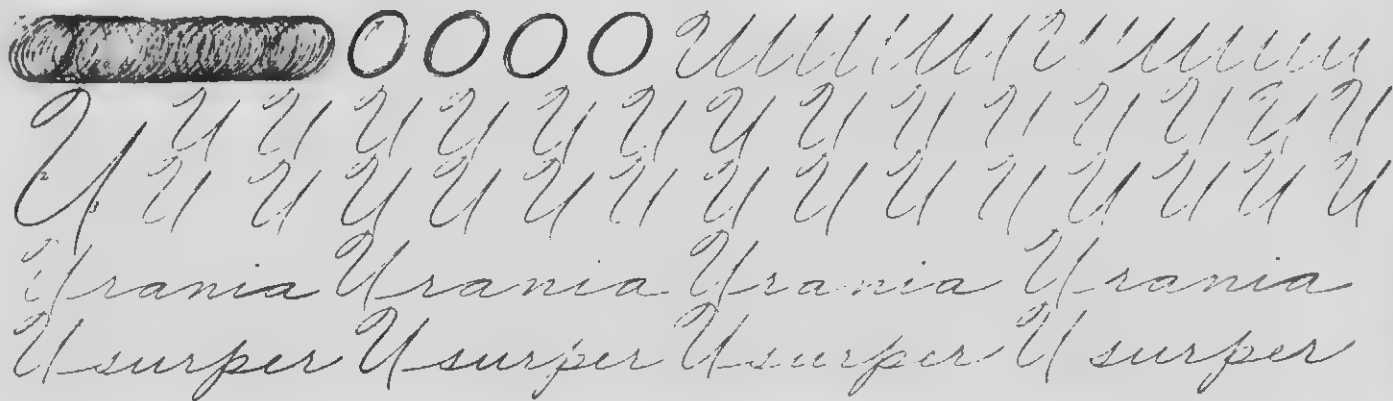 O O O O
U U U U U U U U U U U U U U U
U U U U U U U U U U U U U U
Urania Urania Urania Urania
Usurper Usurper Usurper Usurper